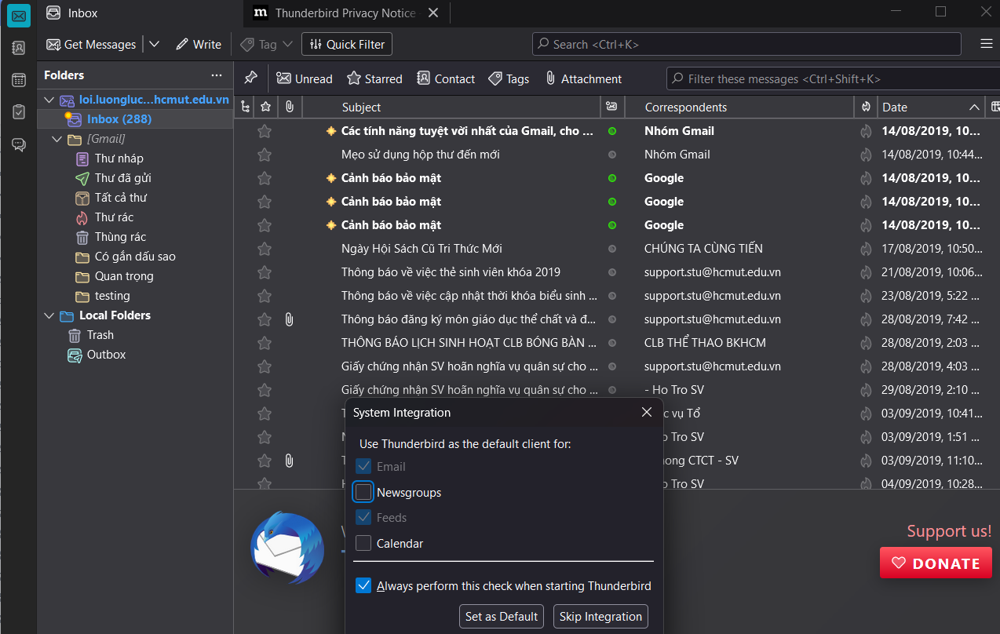 Inbox
Thunderbird Privacy Notice
Get Messages
Write
Tag
Quick Filter
Search <Ctrl+K>
Folders
Unread
Starred
Contact
Tags
Attachment
Filter these messages <Ctrl+Shift+K>
loi.luongluc...hcmut.edu.vn
Inbox (288)
[Gmail]
Thư nháp
Thư đã gửi
Tất cả thư
Thư rác
Thùng rác
Có gắn dấu sao
Quan trọng
testing
Local Folders
Trash
Outbox
Subject Correspondents Date
Các tính năng tuyệt vời nhất của Gmail, cho ... Nhóm Gmail 14/08/2019, 10...
Mẹo sử dụng hộp thư đến mới Nhóm Gmail 14/08/2019, 10:44...
Cảnh báo bảo mật Google 14/08/2019, 10...
Cảnh báo bảo mật Google 14/08/2019, 10...
Cảnh báo bảo mật Google 14/08/2019, 10...
Ngày Hội Sách Cũ Tri Thức Mới CHÚNG TA CÙNG TIẾN 17/08/2019, 10:50...
Thông báo về việc thẻ sinh viên khóa 2019 support.stu@hcmut.edu.vn 21/08/2019, 10:06...
Thông báo về việc cập nhật thời khóa biểu sinh ... support.stu@hcmut.edu.vn 23/08/2019, 5:22 ...
Thông báo đăng ký môn giáo dục thể chất và đ... support.stu@hcmut.edu.vn 28/08/2019, 7:42 ...
THÔNG BÁO LỊCH SINH HOẠT CLB BÓNG BÀN ... CLB THỂ THAO BKHCM 28/08/2019, 2:03 ...
Giấy chứng nhận SV hoãn nghĩa vụ quân sự cho ... support.stu@hcmut.edu.vn 28/08/2019, 4:03 ...
Giấy chứng nhận SV hoãn nghĩa vụ quân sự cho ... - Ho Tro SV 29/08/2019, 2:10 ...
vụ Tổ 03/09/2019, 10:41...
Tro SV 03/09/2019, 1:51 ...
CTCT - SV 03/09/2019, 11:10...
Tro SV 04/09/2019, 10:28...
System Integration
Use Thunderbird as the default client for:
Email
Newsgroups
Feeds
Calendar
Always perform this check when starting Thunderbird
Set as Default
Skip Integration
Support us!
DONATE